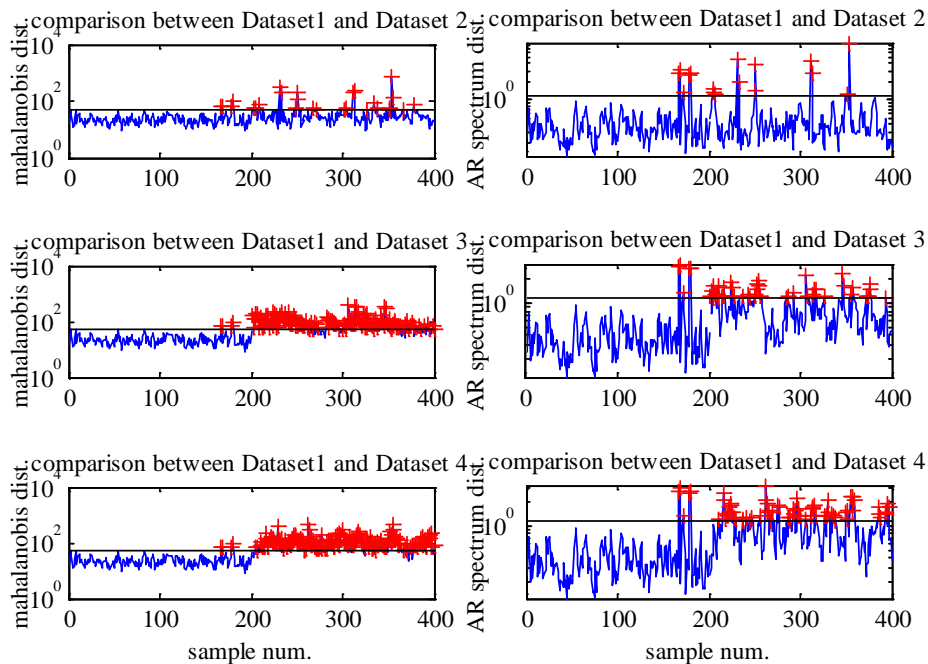 comparison between Dataset1 and Dataset 2
mahalanobis dist.
10^4
10^2
10^0
0 100 200 300 400
comparison between Dataset1 and Dataset 2
AR spectrum dist.
10^0
0 100 200 300 400
comparison between Dataset1 and Dataset 3
mahalanobis dist.
10^4
10^2
10^0
0 100 200 300 400
comparison between Dataset1 and Dataset 3
AR spectrum dist.
10^0
0 100 200 300 400
comparison between Dataset1 and Dataset 4
mahalanobis dist.
10^4
10^2
10^0
0 100 200 300 400
sample num.
comparison between Dataset1 and Dataset 4
AR spectrum dist.
10^0
0 100 200 300 400
sample num.